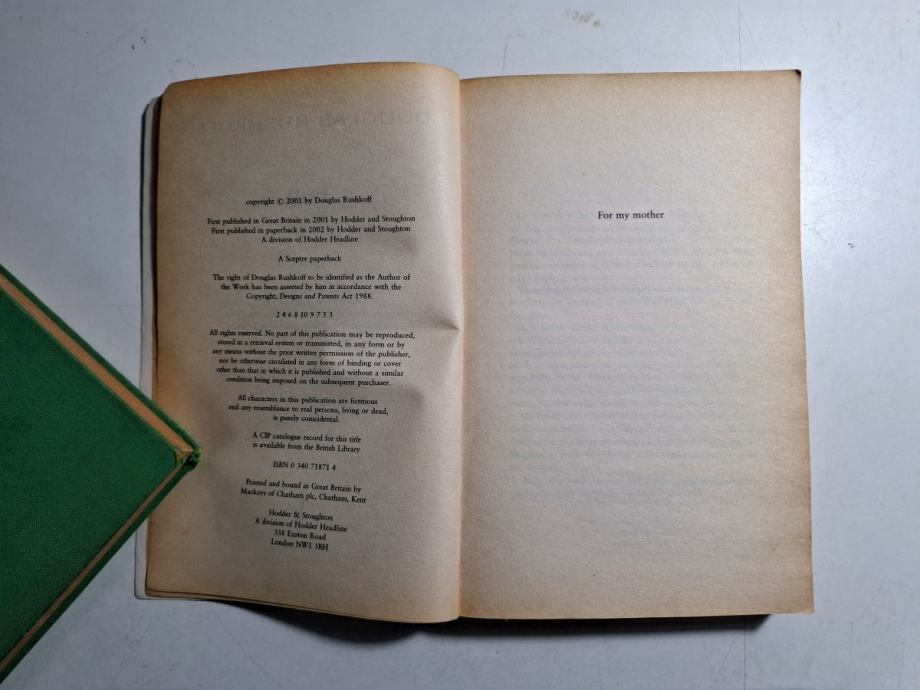 copyright © 2001 by Douglas Rushkoff
First published in Great Britain in 2001 by Hodder and Stoughton
First published in paperback in 2002 by Hodder and Stoughton
A division of Hodder Headline
A Sceptre paperback
The right of Douglas Rushkoff to be identified as the Author of
the Work has been asserted by him in accordance with the
Copyright, Designs and Patents Act 1988.
2 4 6 8 10 9 7 5 3
All rights reserved. No part of this publication may be reproduced,
stored in a retrieval system or transmitted, in any form or by
any means without the prior written permission of the publisher,
nor be otherwise circulated in any form of binding or cover
other than that in which it is published and without a similar
condition being imposed on the subsequent purchaser.
All characters in this publication are fictitious
and any resemblance to real persons, living or dead,
is purely coincidental.
A CIP catalogue record for this title
is available from the British Library
ISBN 0 340 71871 4
Printed and bound in Great Britain by
Mackays of Chatham plc, Chatham, Kent
Hodder & Stoughton
A division of Hodder Headline
338 Euston Road
London NW1 3BH
For my mother